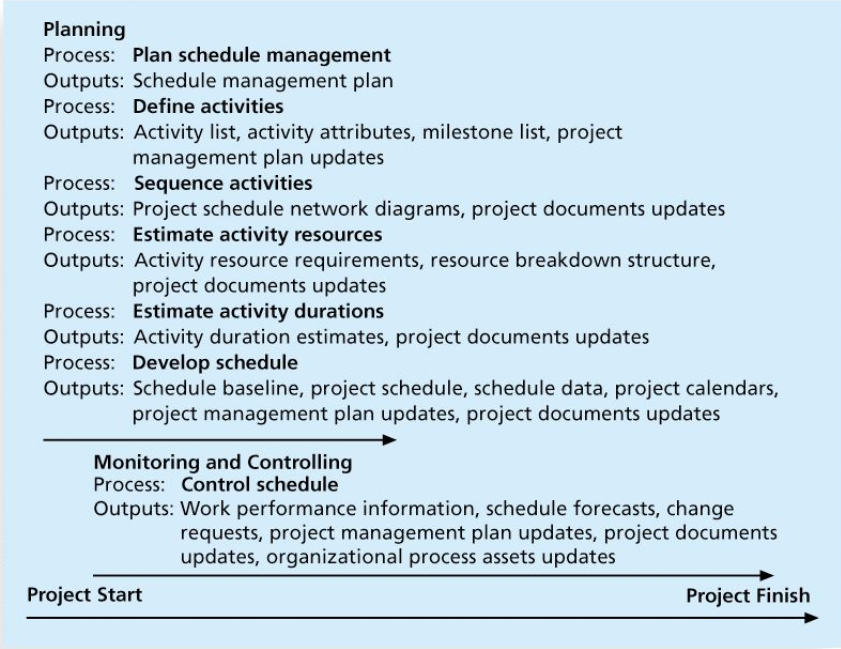 Planning
Process: Plan schedule management
Outputs: Schedule management plan
Process: Define activities
Outputs: Activity list, activity attributes, milestone list, project
management plan updates
Process: Sequence activities
Outputs: Project schedule network diagrams, project documents updates
Process: Estimate activity resources
Outputs: Activity resource requirements, resource breakdown structure,
project documents updates
Process: Estimate activity durations
Outputs: Activity duration estimates, project documents updates
Process: Develop schedule
Outputs: Schedule baseline, project schedule, schedule data, project calendars,
project management plan updates, project documents updates
Monitoring and Controlling
Process: Control schedule
Outputs: Work performance information, schedule forecasts, change
requests, project management plan updates, project documents
updates, organizational process assets updates
Project Start Project Finish